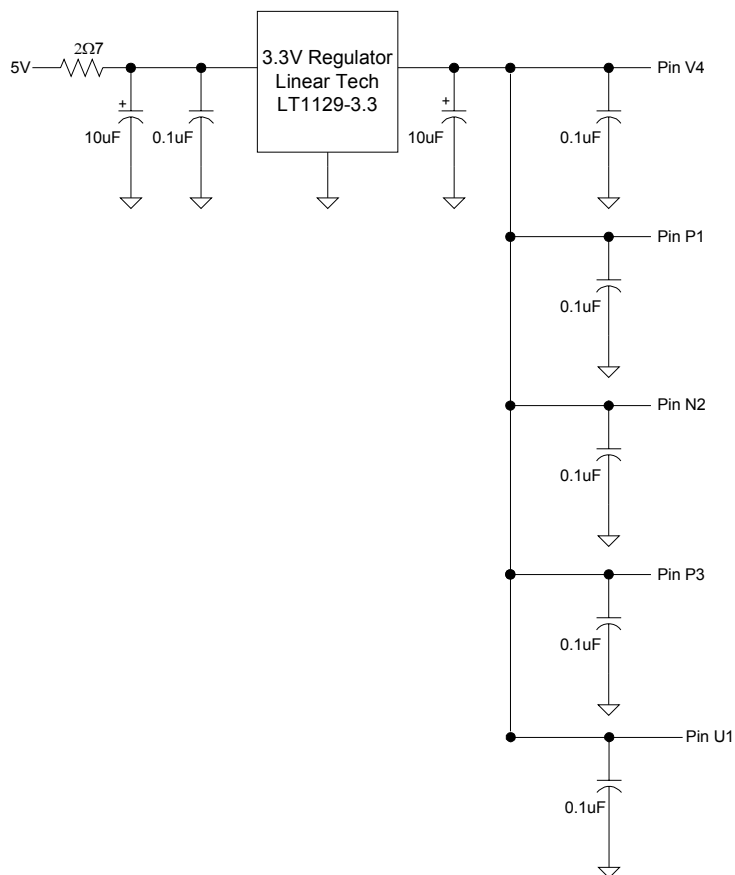 2Ω7
5V
3.3V Regulator
Linear Tech
LT1129-3.3
Pin V4
+
10uF
0.1uF
+
10uF
0.1uF
Pin P1
0.1uF
Pin N2
0.1uF
Pin P3
0.1uF
Pin U1
0.1uF